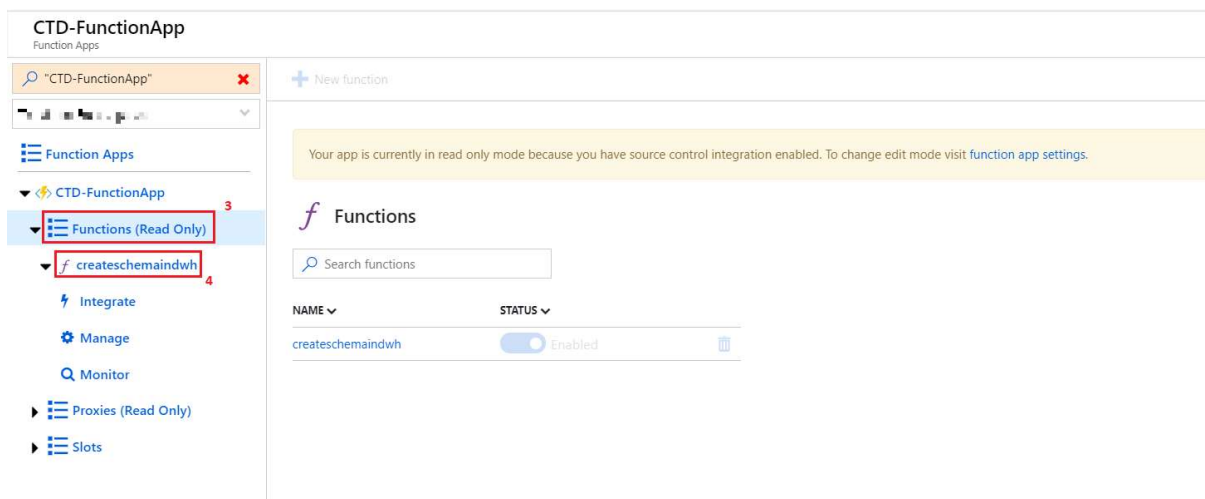 CTD-FunctionApp
Function Apps
"CTD-FunctionApp"
Function Apps
CTD-FunctionApp
3
Functions (Read Only)
createschemaindwh
4
Integrate
Manage
Monitor
Proxies (Read Only)
Slots
New function
Your app is currently in read only mode because you have source control integration enabled. To change edit mode visit function app settings.
Functions
Search functions
NAME STATUS
createschemaindwh Enabled